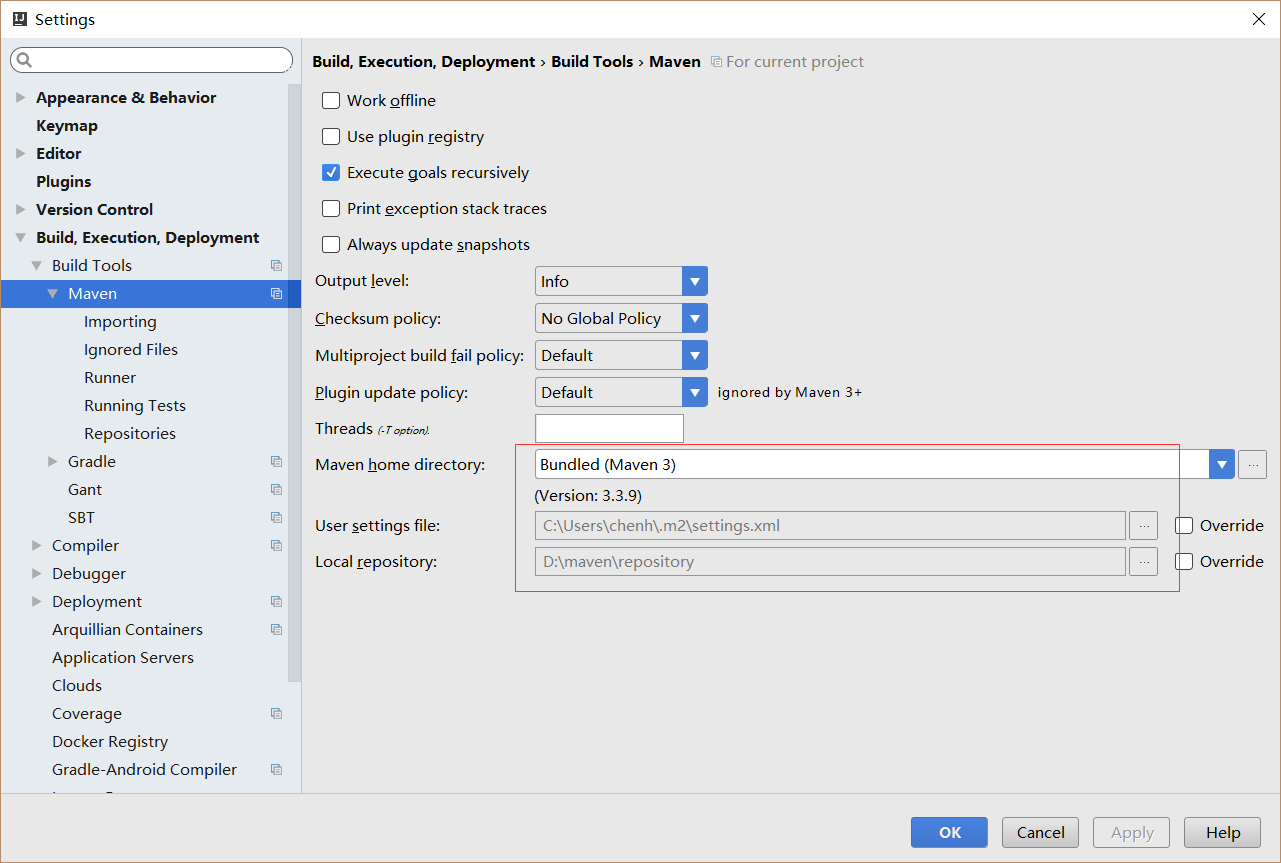 Settings
Appearance & Behavior
Keymap
Editor
Plugins
Version Control
Build, Execution, Deployment
Build Tools
Maven
Importing
Ignored Files
Runner
Running Tests
Repositories
Gradle
Gant
SBT
Compiler
Debugger
Deployment
Arquillian Containers
Application Servers
Clouds
Coverage
Docker Registry
Gradle-Android Compiler
Build, Execution, Deployment › Build Tools › Maven For current project
Work offline
Use plugin registry
Execute goals recursively
Print exception stack traces
Always update snapshots
Output level: Info
Checksum policy: No Global Policy
Multiproject build fail policy: Default
Plugin update policy: Default ignored by Maven 3+
Threads (-T option).
Maven home directory: Bundled (Maven 3) ...
(Version: 3.3.9)
User settings file: C:\Users\chenh\.m2\settings.xml ... Override
Local repository: D:\maven\repository ... Override
OK Cancel Apply Help